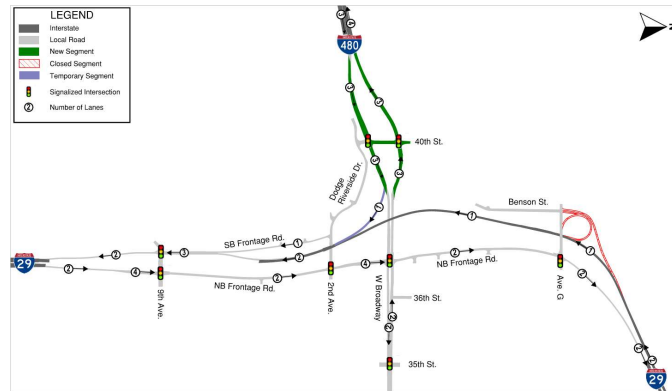 LEGEND
Interstate
Local Road
New Segment
Closed Segment
Temporary Segment
Signalized Intersection
2 Number of Lanes
480
40th St.
Dodge
Riverside Dr.
Benson St.
SB Frontage Rd.
NB Frontage Rd.
NB Frontage Rd.
9th Ave.
2nd Ave.
W Broadway
Ave. G
36th St.
35th St.
29
29